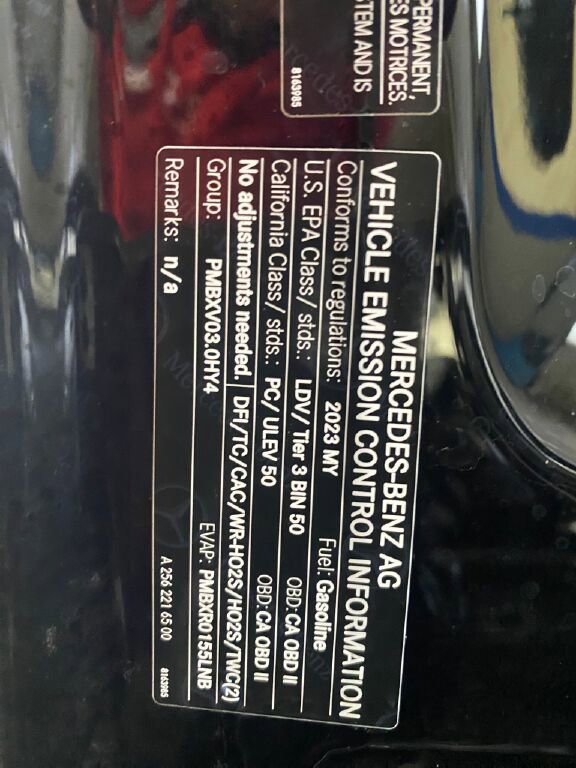 PERMANENT,
ES MOTRICES.
STEM AND IS
8163985
MERCEDES-BENZ AG
VEHICLE EMISSION CONTROL INFORMATION
Conforms to regulations: 2023 MY Fuel: Gasoline
U.S. EPA Class/ stds.: LDV/ Tier 3 BIN 50 OBD: CA OBD II
California Class/ stds.: PC/ ULEV 50 OBD: CA OBD II
No adjustments needed. DFI/TC/CAC/WR-HO2S/HO2S/TWC(2)
Group: PMBXV03.0HY4 EVAP: PMBXR0155LNB
Remarks: n/a
A 256 221 65 00 8163985